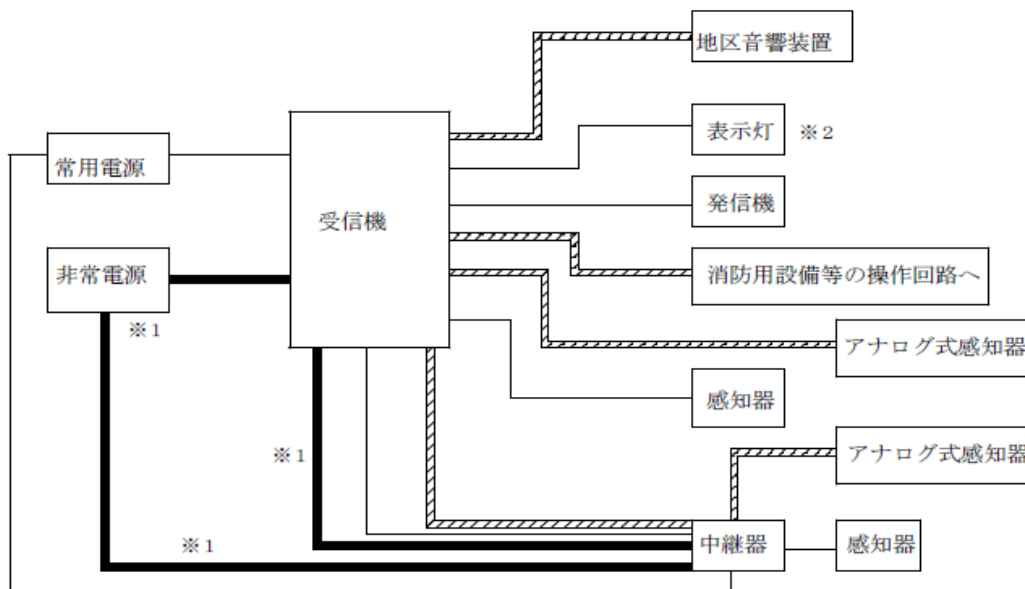 地区音響装置
表示灯 ※2
常用電源
発信機
受信機
非常電源
消防用設備等の操作回路へ
※1
アナログ式感知器
感知器
アナログ式感知器
※1
中継器
感知器
※1